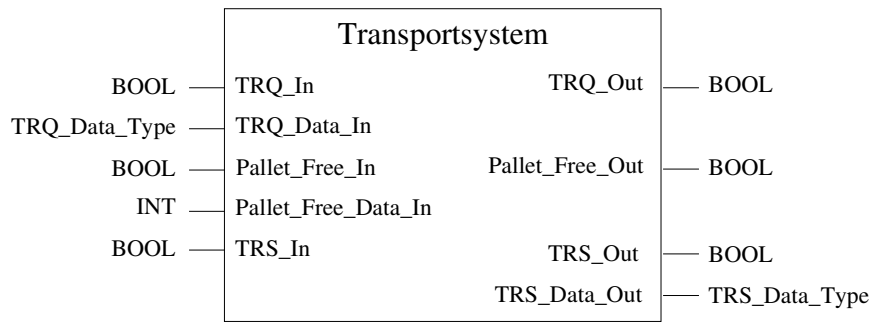 Transportsystem
BOOL TRQ_In TRQ_Out BOOL
TRQ_Data_Type TRQ_Data_In
BOOL Pallet_Free_In Pallet_Free_Out BOOL
INT Pallet_Free_Data_In
BOOL TRS_In TRS_Out BOOL
TRS_Data_Out TRS_Data_Type